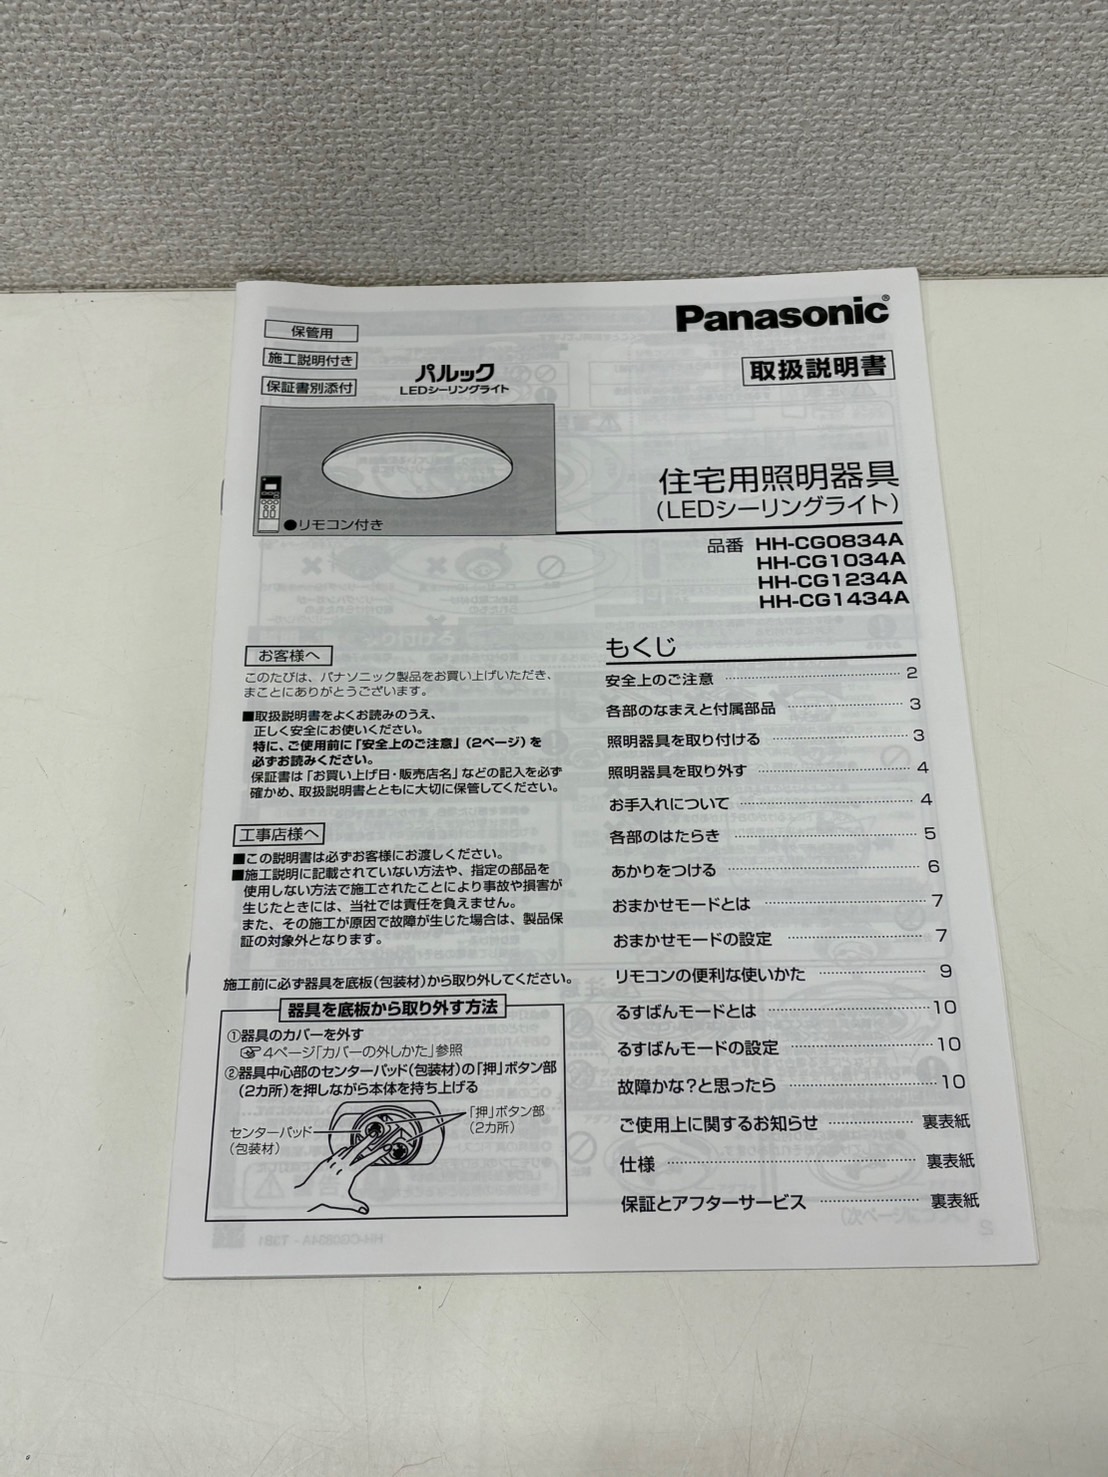 保管用
施工説明付き
保証書別添付
パルック
LEDシーリングライト
●リモコン付き
Panasonic®
取扱説明書
住宅用照明器具
(LEDシーリングライト)
品番 HH-CG0834A
HH-CG1034A
HH-CG1234A
HH-CG1434A
お客様へ
このたびは、パナソニック製品をお買い上げいただき、
まことにありがとうございます。
■取扱説明書をよくお読みのうえ、
正しく安全にお使いください。
特に、ご使用前に「安全上のご注意」(2ページ)を
必ずお読みください。
保証書は「お買い上げ日・販売店名」などの記入を必ず
確かめ、取扱説明書とともに大切に保管してください。
工事店様へ
■この説明書は必ずお客様にお渡しください。
■施工説明に記載されていない方法や、指定の部品を
使用しない方法で施工されたことにより事故や損害が
生じたときには、当社では責任を負えません。
また、その施工が原因で故障が生じた場合は、製品保
証の対象外となります。
施工前に必ず器具を底板(包装材)から取り外してください。
器具を底板から取り外す方法
①器具のカバーを外す
☞4ページ「カバーの外しかた」参照
②器具中心部のセンターパッド(包装材)の「押」ボタン部
(2カ所)を押しながら本体を持ち上げる
センターパッド
(包装材)
「押」ボタン部
(2カ所)
もくじ
安全上のご注意 2
各部のなまえと付属部品 3
照明器具を取り付ける 3
照明器具を取り外す 4
お手入れについて 4
各部のはたらき 5
あかりをつける 6
おまかせモードとは 7
おまかせモードの設定 7
リモコンの便利な使いかた 9
るすばんモードとは 10
るすばんモードの設定 10
故障かな?と思ったら 10
ご使用上に関するお知らせ 裏表紙
仕様 裏表紙
保証とアフターサービス 裏表紙